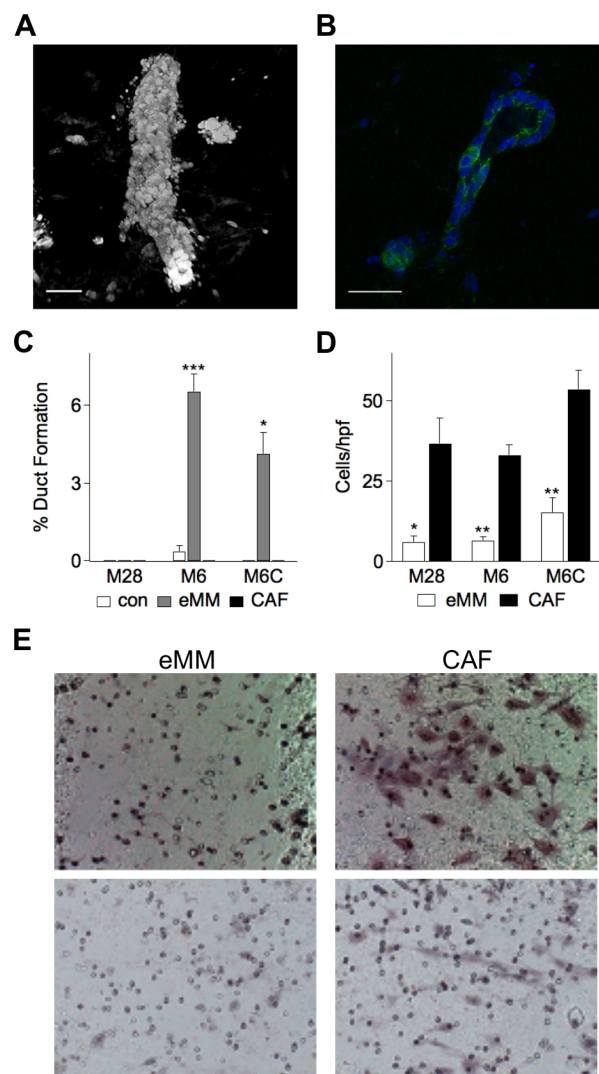 A
B
C
% Duct Formation
6
3
0
***
*
M28 M6 M6C
con eMM CAF
D
Cells/hpf
50
25
0
*
**
**
M28 M6 M6C
eMM CAF
E
eMM CAF